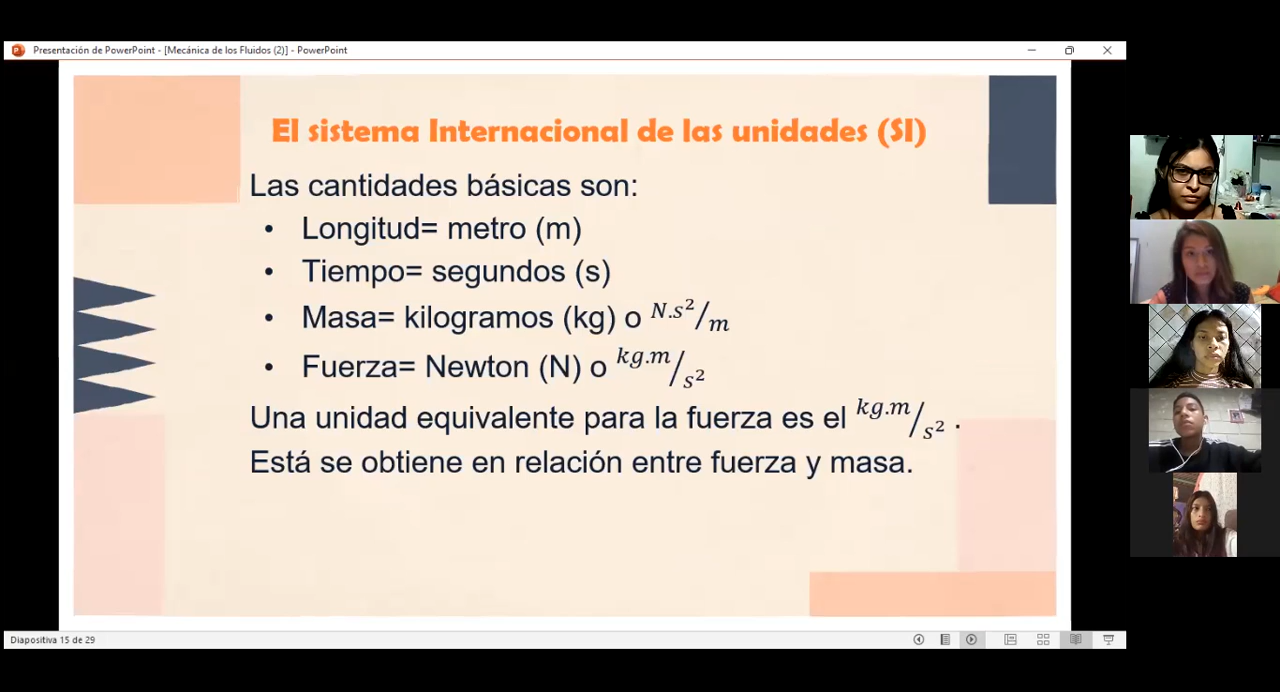 Presentación de PowerPoint - [Mecánica de los Fluidos (2)] - PowerPoint
El sistema Internacional de las unidades (SI)
Las cantidades básicas son:
• Longitud= metro (m)
• Tiempo= segundos (s)
• Masa= kilogramos (kg) o N.s²/m
• Fuerza= Newton (N) o kg.m/s²
Una unidad equivalente para la fuerza es el kg.m/s² .
Está se obtiene en relación entre fuerza y masa.
Diapositiva 15 de 29